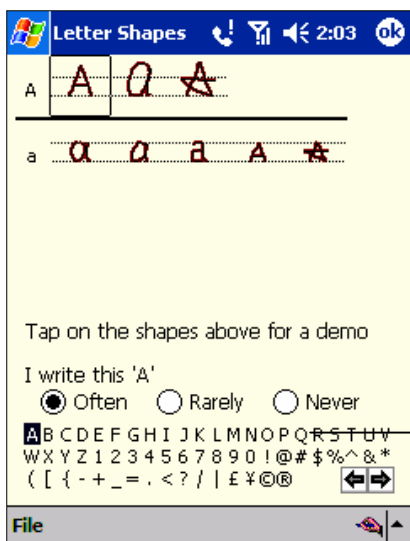 Letter Shapes 2:03 ok
A A a A
a a a a A A
Tap on the shapes above for a demo
I write this 'A'
Often Rarely Never
A B C D E F G H I J K L M N O P Q R S T U V
W X Y Z 1 2 3 4 5 6 7 8 9 0 ! @ # $ % ^ & *
( [ { - + _ = . < ? / | £ ¥ © ®
File